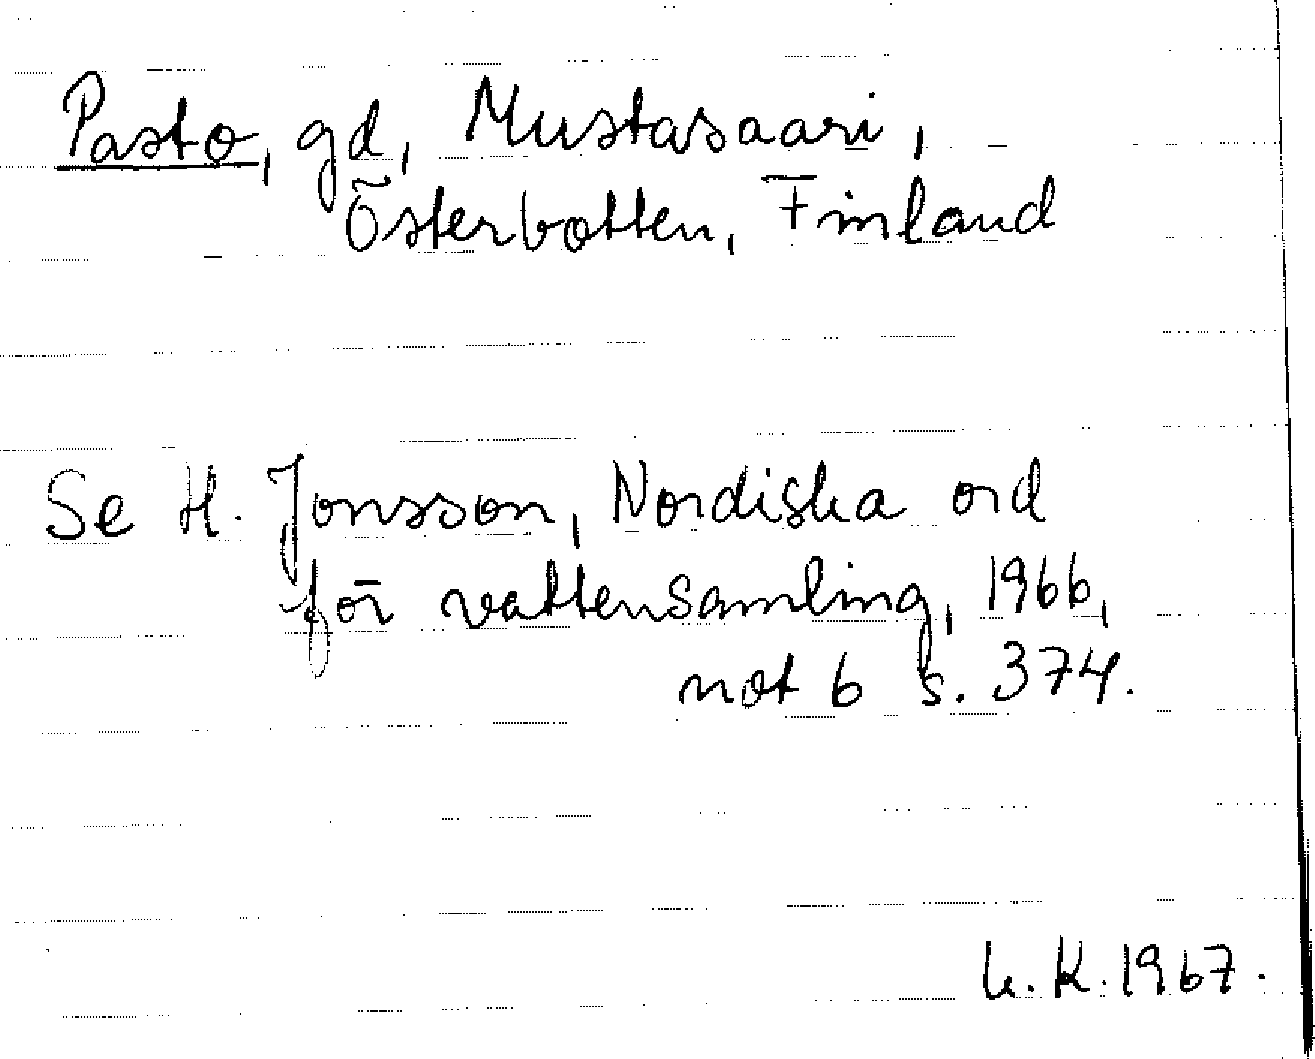 Pasto, gd, Mustasaari,
Österbotten, Finland
Se H. Jonsson, Nordiska ord
för vattensamling, 1966,
not 6 s. 374.
K. 1967.